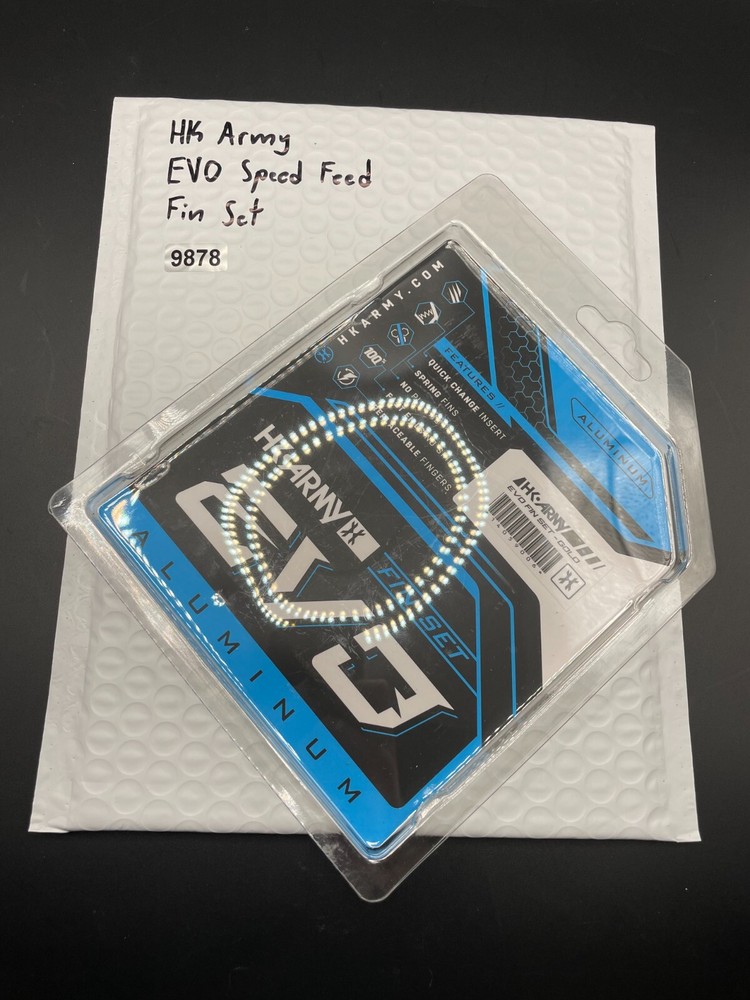 HK Army
EVO Speed Feed
Fin Set
9878
HKARMY.COM
100%
FEATURES //
QUICK CHANGE INSERT
SPRING FINS
NO
FINGERS
ALUMINUM
HK ARMY
EVO FIN SET - GOLD
HK ARMY
EVO
FIN SET
ALUMINUM